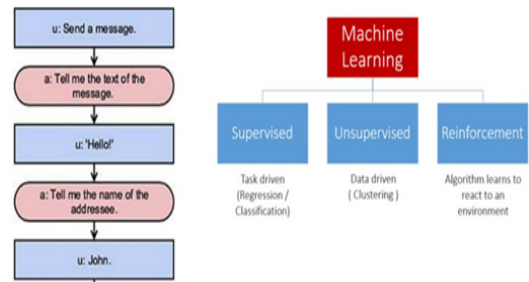 u: Send a message.
a: Tell me the text of the
message.
u: 'Hello!'
a: Tell me the name of the
addressee.
u: John.
Machine
Learning
Supervised
Task driven
(Regression /
Classification)
Unsupervised
Data driven
( Clustering )
Reinforcement
Algorithm learns to
react to an
environment